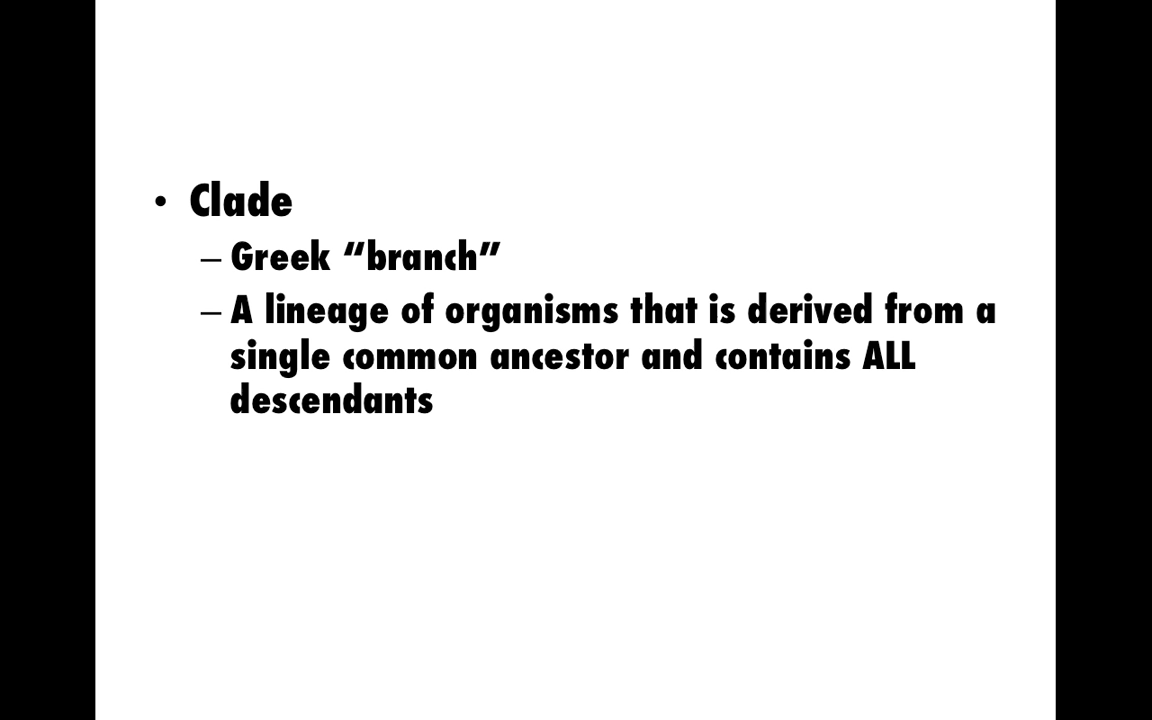 • Clade
– Greek “branch”
– A lineage of organisms that is derived from a
single common ancestor and contains ALL
descendants